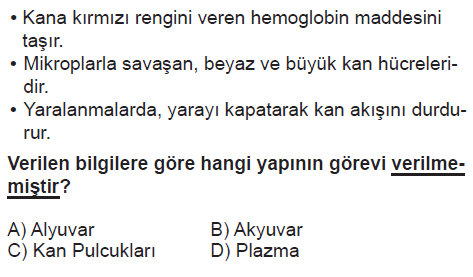 • Kana kırmızı rengini veren hemoglobin maddesini
taşır.
• Mikroplarla savaşan, beyaz ve büyük kan hücreleri-
dir.
• Yaralanmalarda, yarayı kapatarak kan akışını durdu-
rur.
Verilen bilgilere göre hangi yapının görevi verilme-
miştir?
A) Alyuvar B) Akyuvar
C) Kan Pulcukları D) Plazma